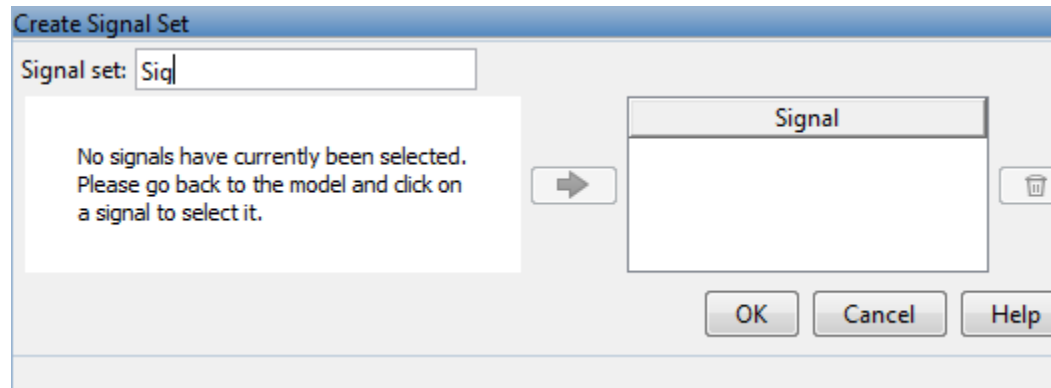 Create Signal Set
Signal set: Sig
No signals have currently been selected.
Please go back to the model and click on
a signal to select it.
Signal
OK Cancel Help